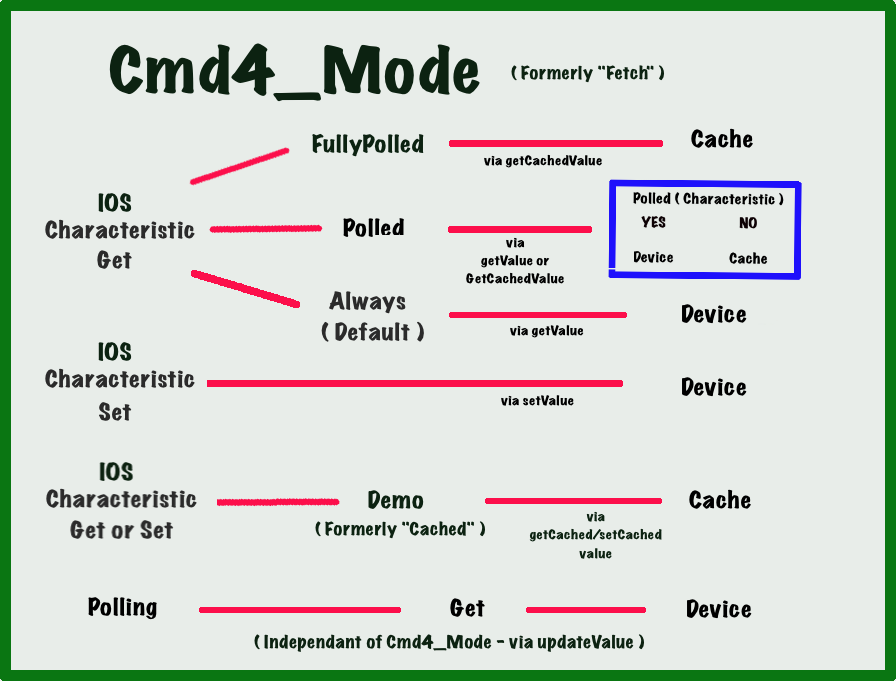 Cmd4_Mode
( Formerly "Fetch" )
FullyPolled
Cache
via getCachedValue
IOS
Characteristic
Get
Polled
via
getValue or
GetCachedValue
Polled ( Characteristic )
YES NO
Device Cache
Always
( Default )
Device
via getValue
IOS
Characteristic
Set
Device
via setValue
IOS
Characteristic
Get or Set
Demo
( Formerly "Cached" )
Cache
via
getCached/setCached
value
Polling Get Device
( Independant of Cmd4_Mode - via updateValue )